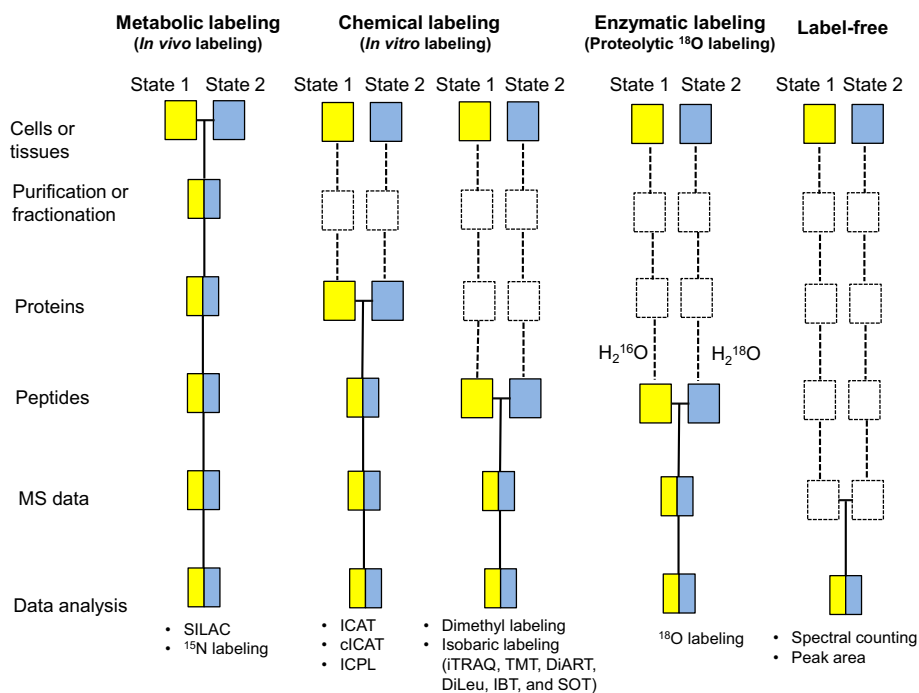 Metabolic labeling
(In vivo labeling)
Chemical labeling
(In vitro labeling)
Enzymatic labeling
(Proteolytic ¹⁸O labeling)
Label-free
State 1 State 2
State 1 State 2
State 1 State 2
State 1 State 2
State 1 State 2
Cells or
tissues
Purification or
fractionation
Proteins
H₂¹⁶O
H₂¹⁸O
Peptides
MS data
Data analysis
• SILAC
• ¹⁵N labeling
• ICAT
• cICAT
• ICPL
• Dimethyl labeling
• Isobaric labeling
(iTRAQ, TMT, DiART,
DiLeu, IBT, and SOT)
¹⁸O labeling
• Spectral counting
• Peak area